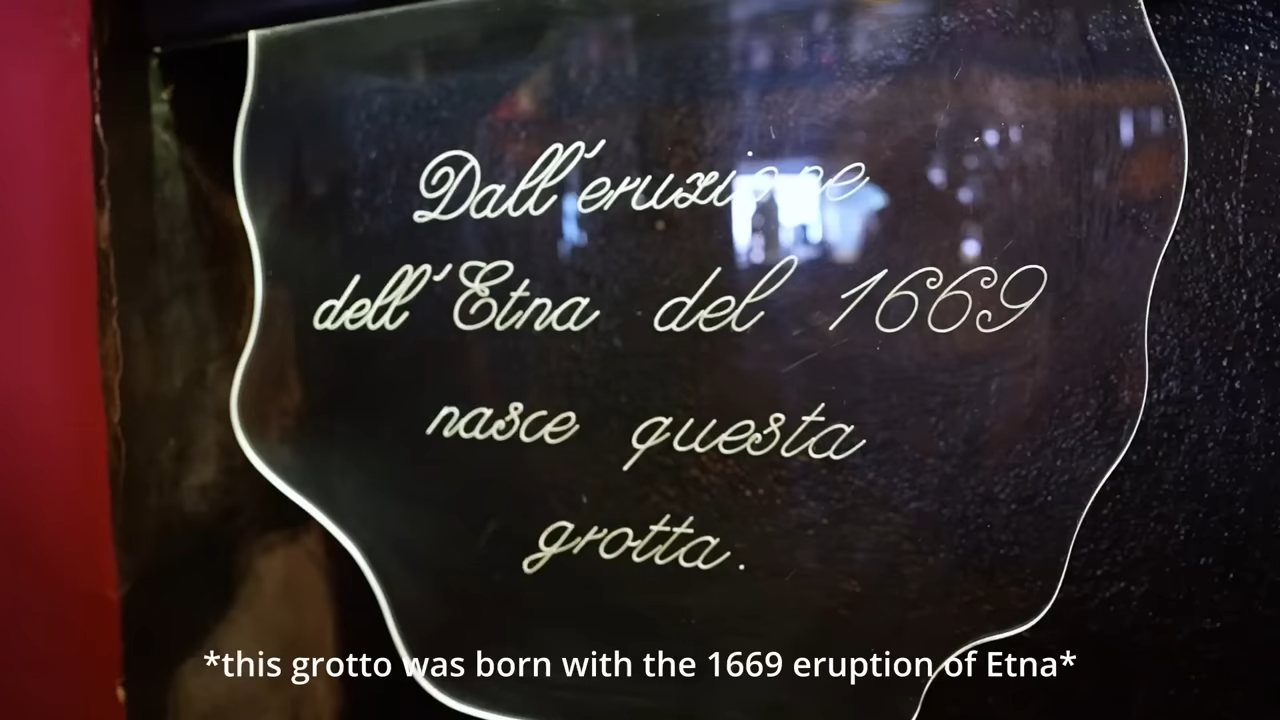 Dall'eruzione
dell'Etna del 1669
nasce questa
grotta.
*this grotto was born with the 1669 eruption of Etna*